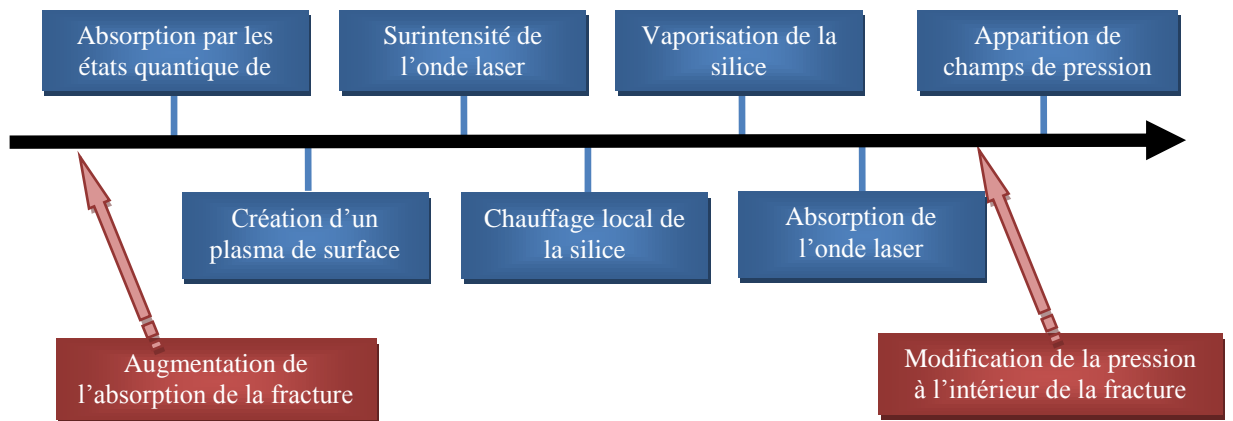 Absorption par les
états quantique de
Surintensité de
l'onde laser
Vaporisation de la
silice
Apparition de
champs de pression
Création d'un
plasma de surface
Chauffage local de
la silice
Absorption de
l'onde laser
Augmentation de
l'absorption de la fracture
Modification de la pression
à l'intérieur de la fracture